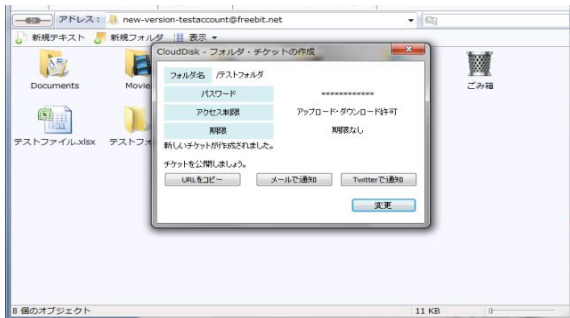 アドレス： new-version-testaccount@freebit.net
新規テキスト 新規フォルダ 表示
CloudDisk - フォルダ・チケットの作成
フォルダ名 /テストフォルダ
パスワード ************
アクセス制限 アップロード・ダウンロード許可
期限 期限なし
新しいチケットが作成されました。
チケットを公開しましょう。
URLをコピー メールで通知 Twitterで通知
変更
Documents
Movie
ごみ箱
テストファイル.xlsx
テストフォ
8 個のオブジェクト 11 KB